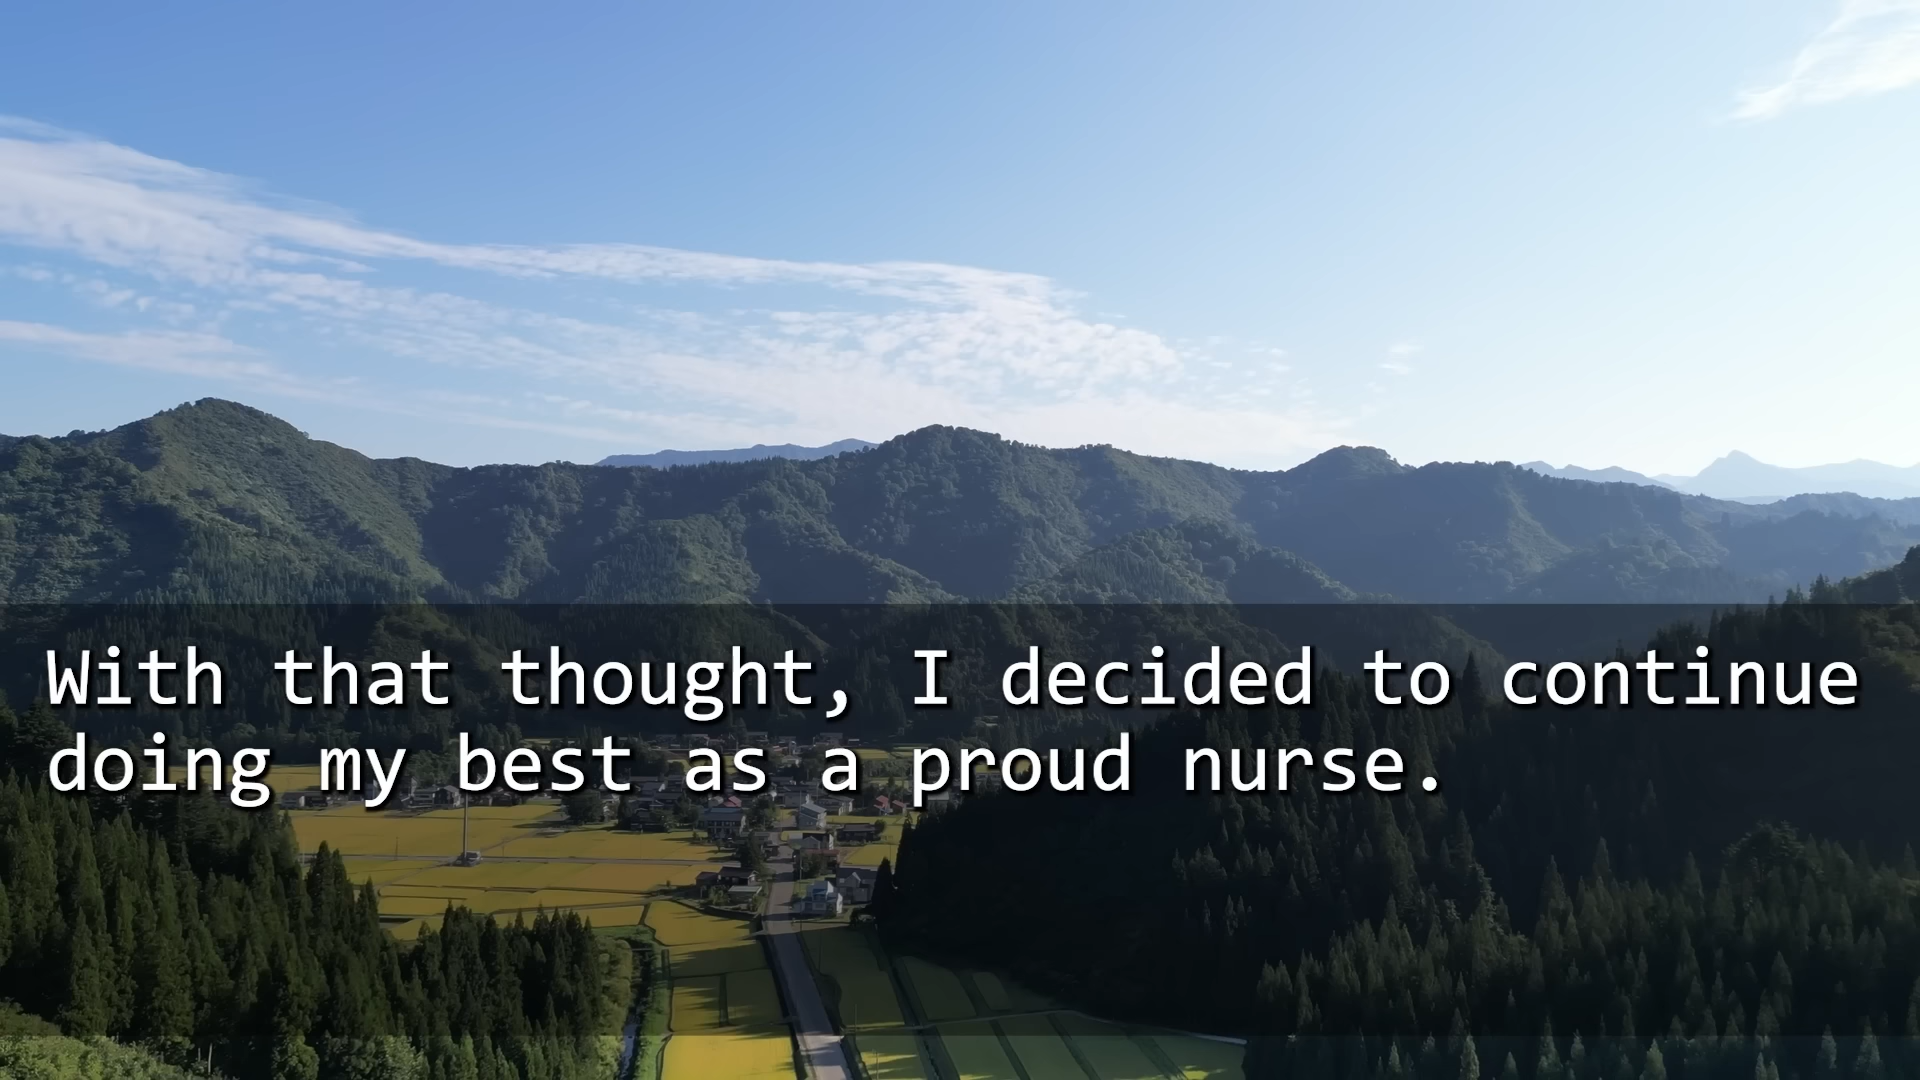 With that thought, I decided to continue
doing my best as a proud nurse.